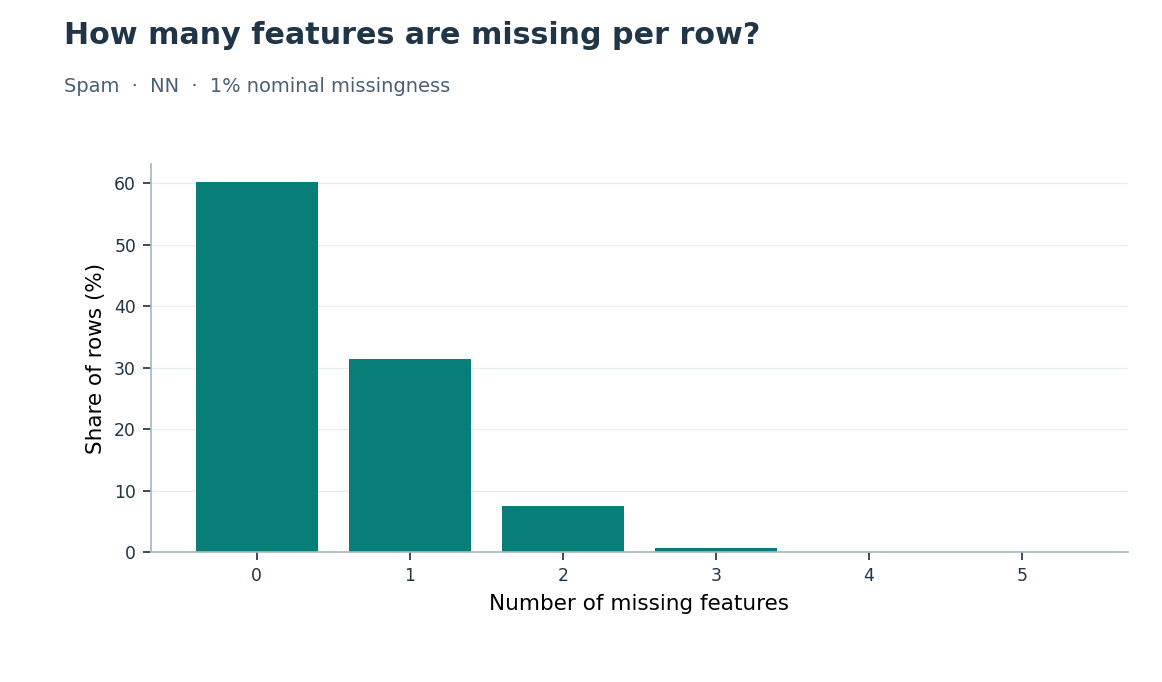 How many features are missing per row?
Spam · NN · 1% nominal missingness
Share of rows (%)
60
50
40
30
20
10
0
0 1 2 3 4 5
Number of missing features